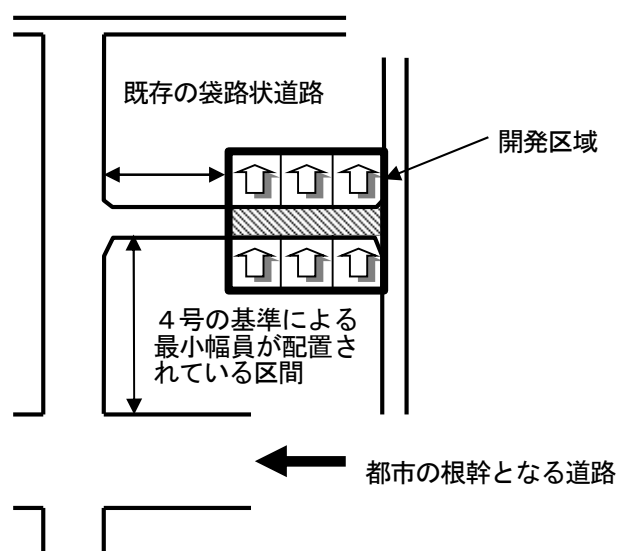 既存の袋路状道路
開発区域
４号の基準による
最小幅員が配置さ
れている区間
都市の根幹となる道路